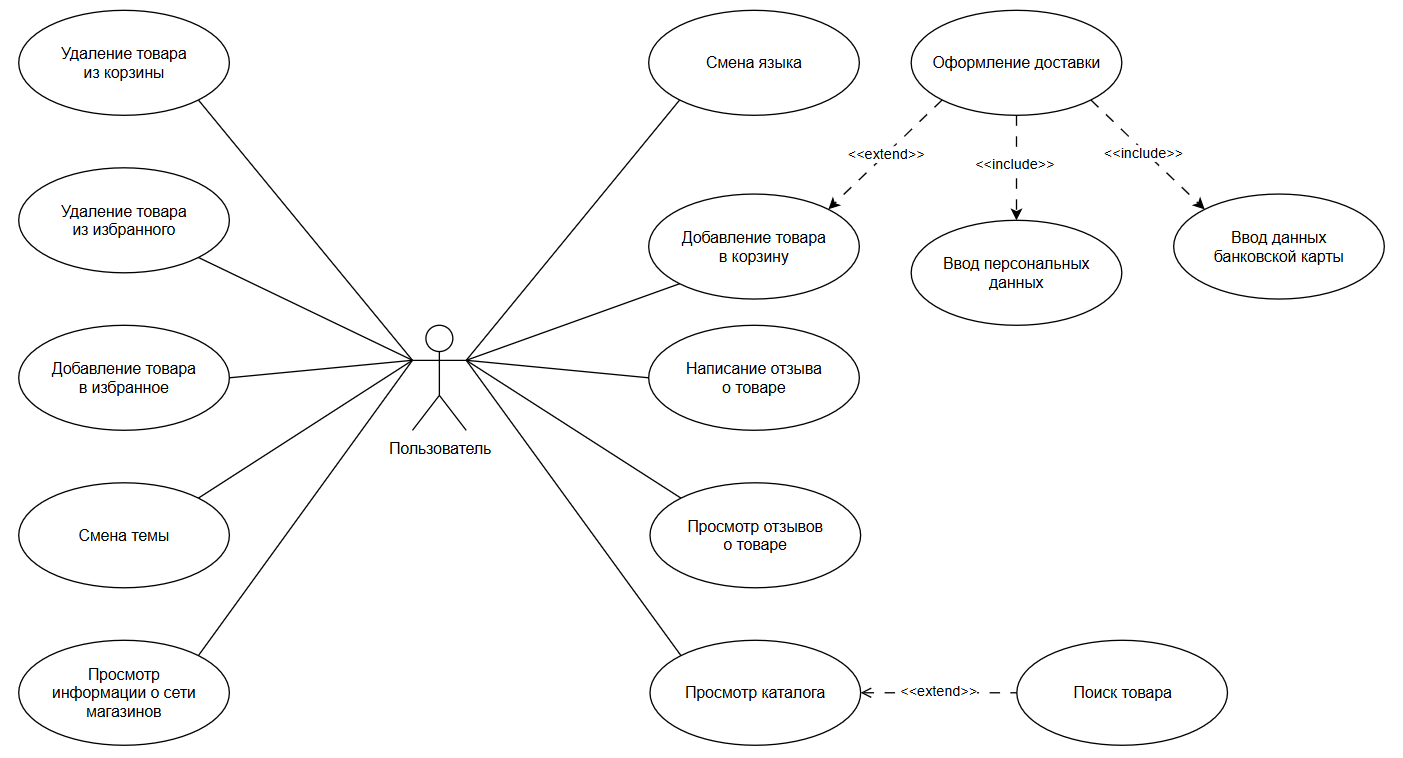 Удаление товара
из корзины
Смена языка
Оформление доставки
<<extend>>
<<include>>
<<include>>
Удаление товара
из избранного
Добавление товара
в корзину
Ввод персональных
данных
Ввод данных
банковской карты
Добавление товара
в избранное
Написание отзыва
о товаре
Пользователь
Смена темы
Просмотр отзывов
о товаре
Просмотр
информации о сети
магазинов
Просмотр каталога
<<extend>>
Поиск товара